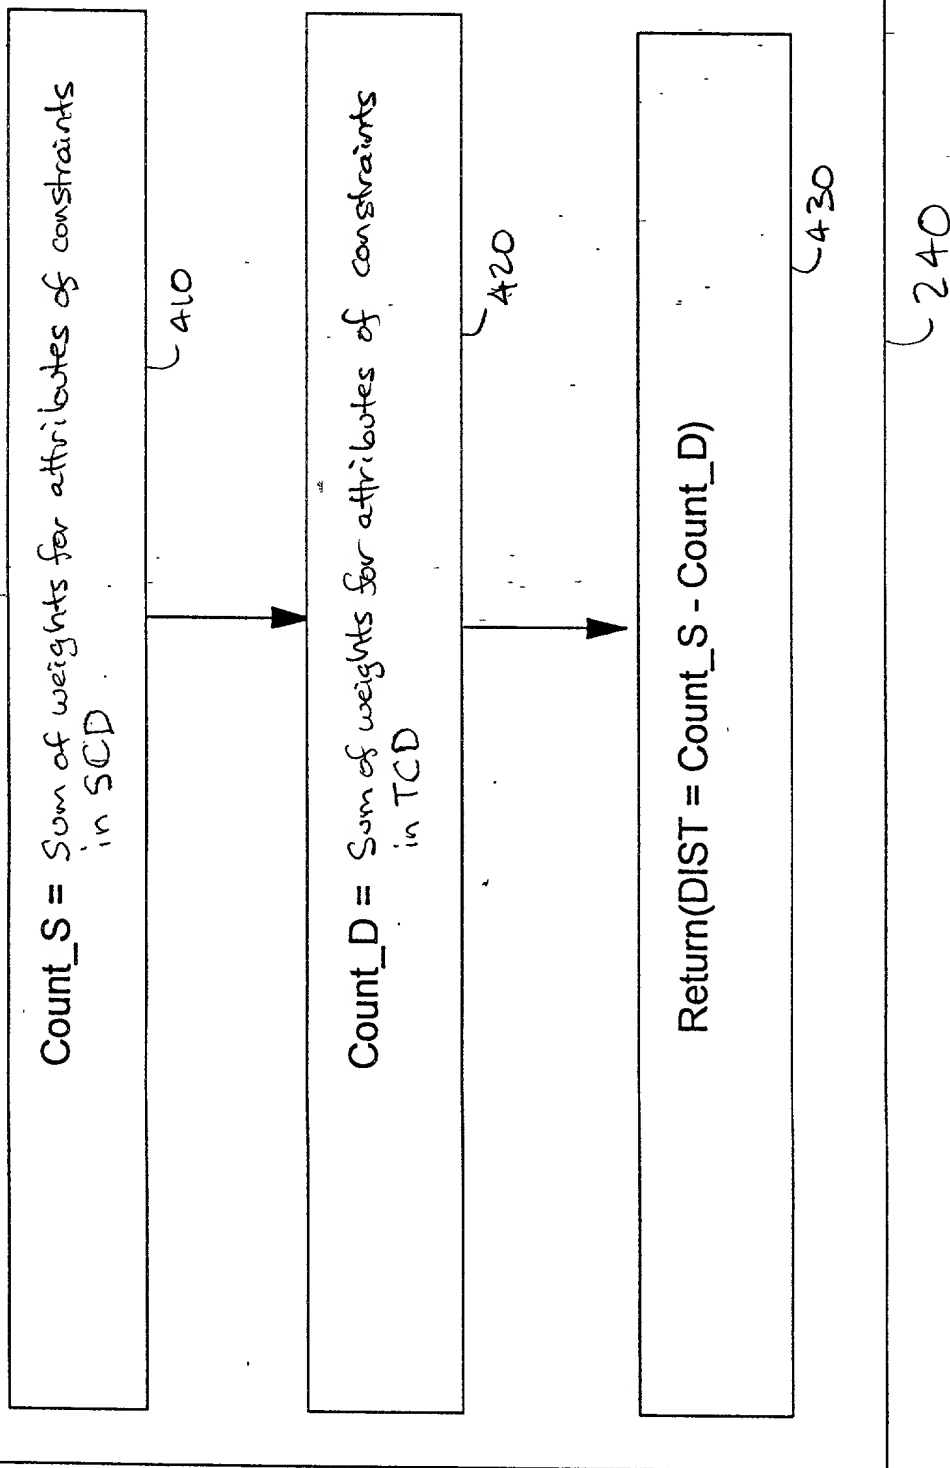 Count_S = Sum of weights for attributes of constraints
in SCD
410
Count_D = Sum of weights for attributes of constraints
in TCD
420
Return(DIST = Count_S - Count_D)
430
240